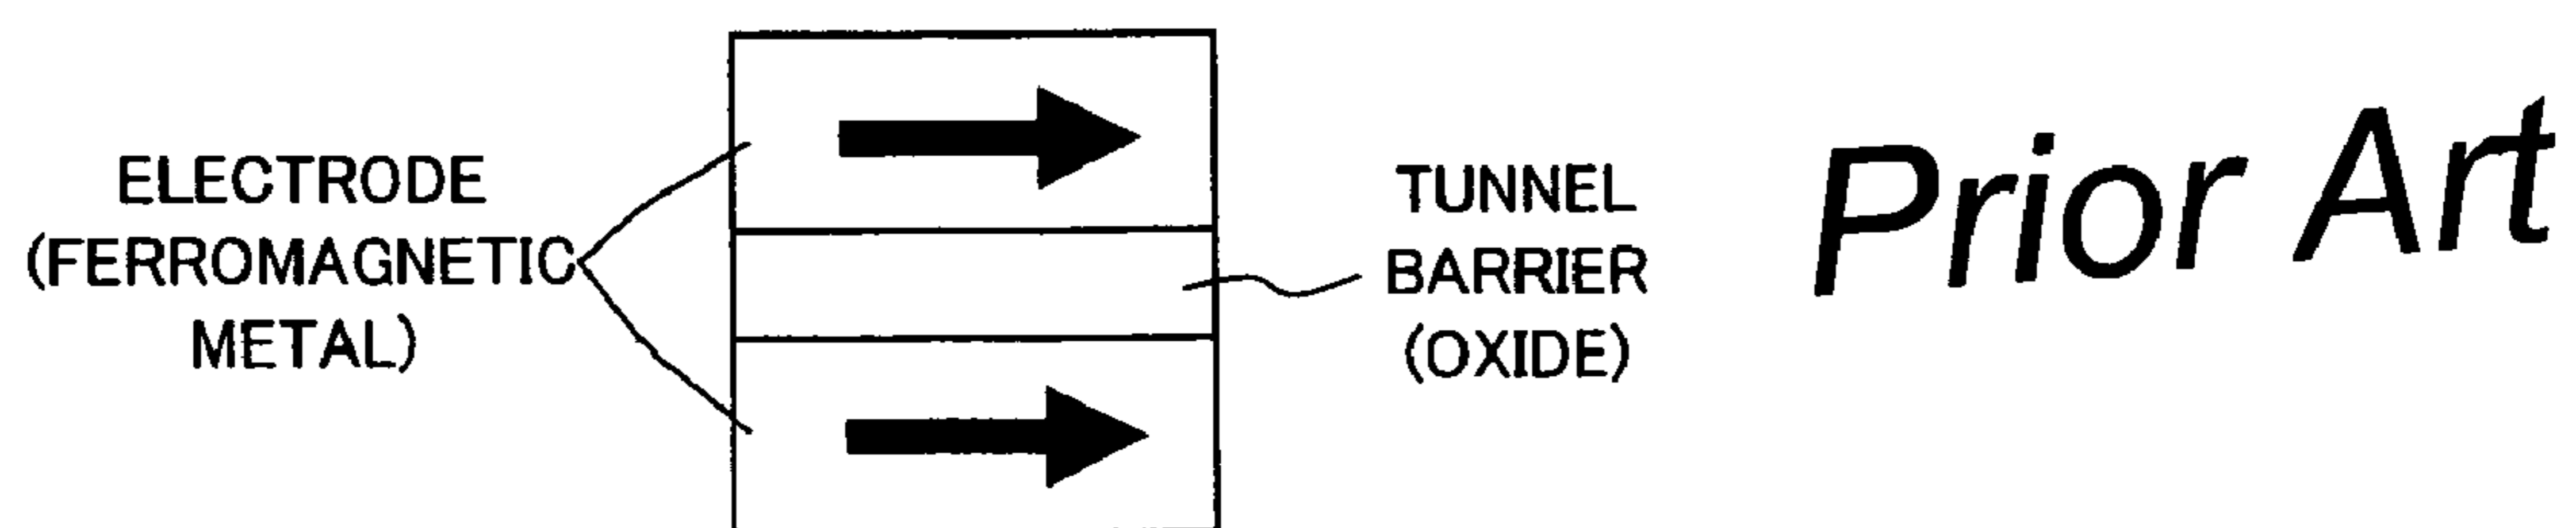 ELECTRODE
(FERROMAGNETIC
METAL)
TUNNEL
BARRIER
(OXIDE)
Prior Art